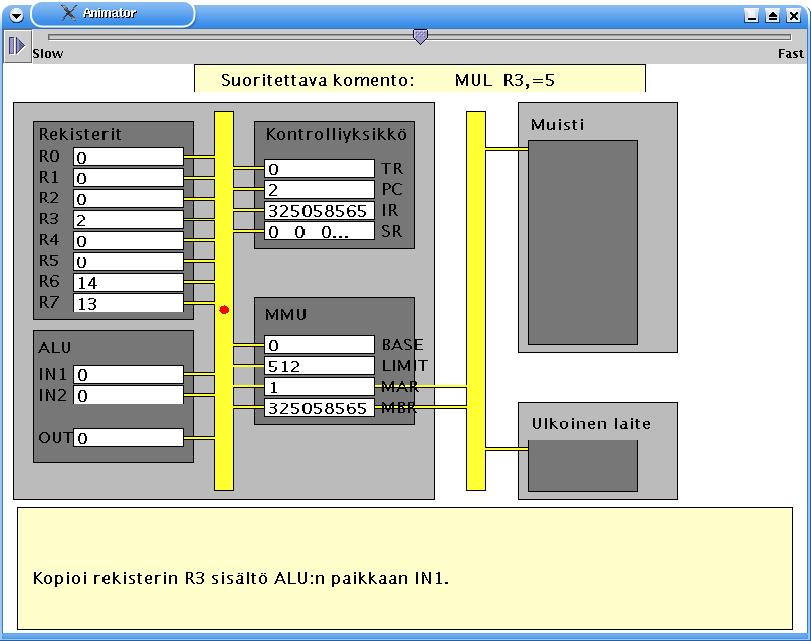 Animator
Slow
Fast
Suoritettava komento: MUL R3,=5
Rekisterit
R0 0
R1 0
R2 0
R3 2
R4 0
R5 0
R6 14
R7 13
ALU
IN1 0
IN2 0
OUT 0
Kontrolliyksikkö
0 TR
2 PC
325058565 IR
0 0 0... SR
MMU
0 BASE
512 LIMIT
1 MAR
325058565 MBR
Muisti
Ulkoinen laite
Kopioi rekisterin R3 sisältö ALU:n paikkaan IN1.